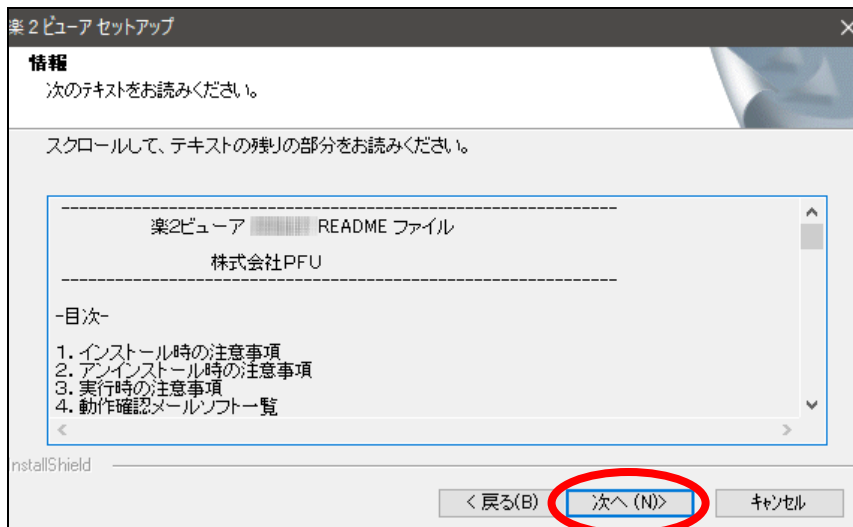 楽2ビューア セットアップ
情報
次のテキストをお読みください。
スクロールして、テキストの残りの部分をお読みください。
--------------------------------------------------------------
楽2ビューア README ファイル
株式会社PFU
--------------------------------------------------------------
-目次-
1. インストール時の注意事項
2. アンインストール時の注意事項
3. 実行時の注意事項
4. 動作確認メールソフト一覧
nstallShield
< 戻る(B)
次へ (N)>
キャンセル